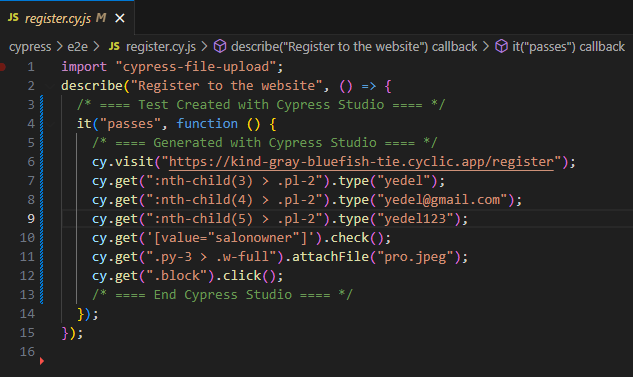 JS register.cy.js M ×
cypress > e2e > JS register.cy.js > describe("Register to the website") callback > it("passes") callback
1 import "cypress-file-upload";
2 describe("Register to the website", () => {
3 /* ==== Test Created with Cypress Studio ==== */
4 it("passes", function () {
5 /* ==== Generated with Cypress Studio ==== */
6 cy.visit("https://kind-gray-bluefish-tie.cyclic.app/register");
7 cy.get(":nth-child(3) > .pl-2").type("yedel");
8 cy.get(":nth-child(4) > .pl-2").type("yedel@gmail.com");
9 cy.get(":nth-child(5) > .pl-2").type("yedel123");
10 cy.get('[value="salonowner"]').check();
11 cy.get(".py-3 > .w-full").attachFile("pro.jpeg");
12 cy.get(".block").click();
13 /* ==== End Cypress Studio ==== */
14 });
15 });
16